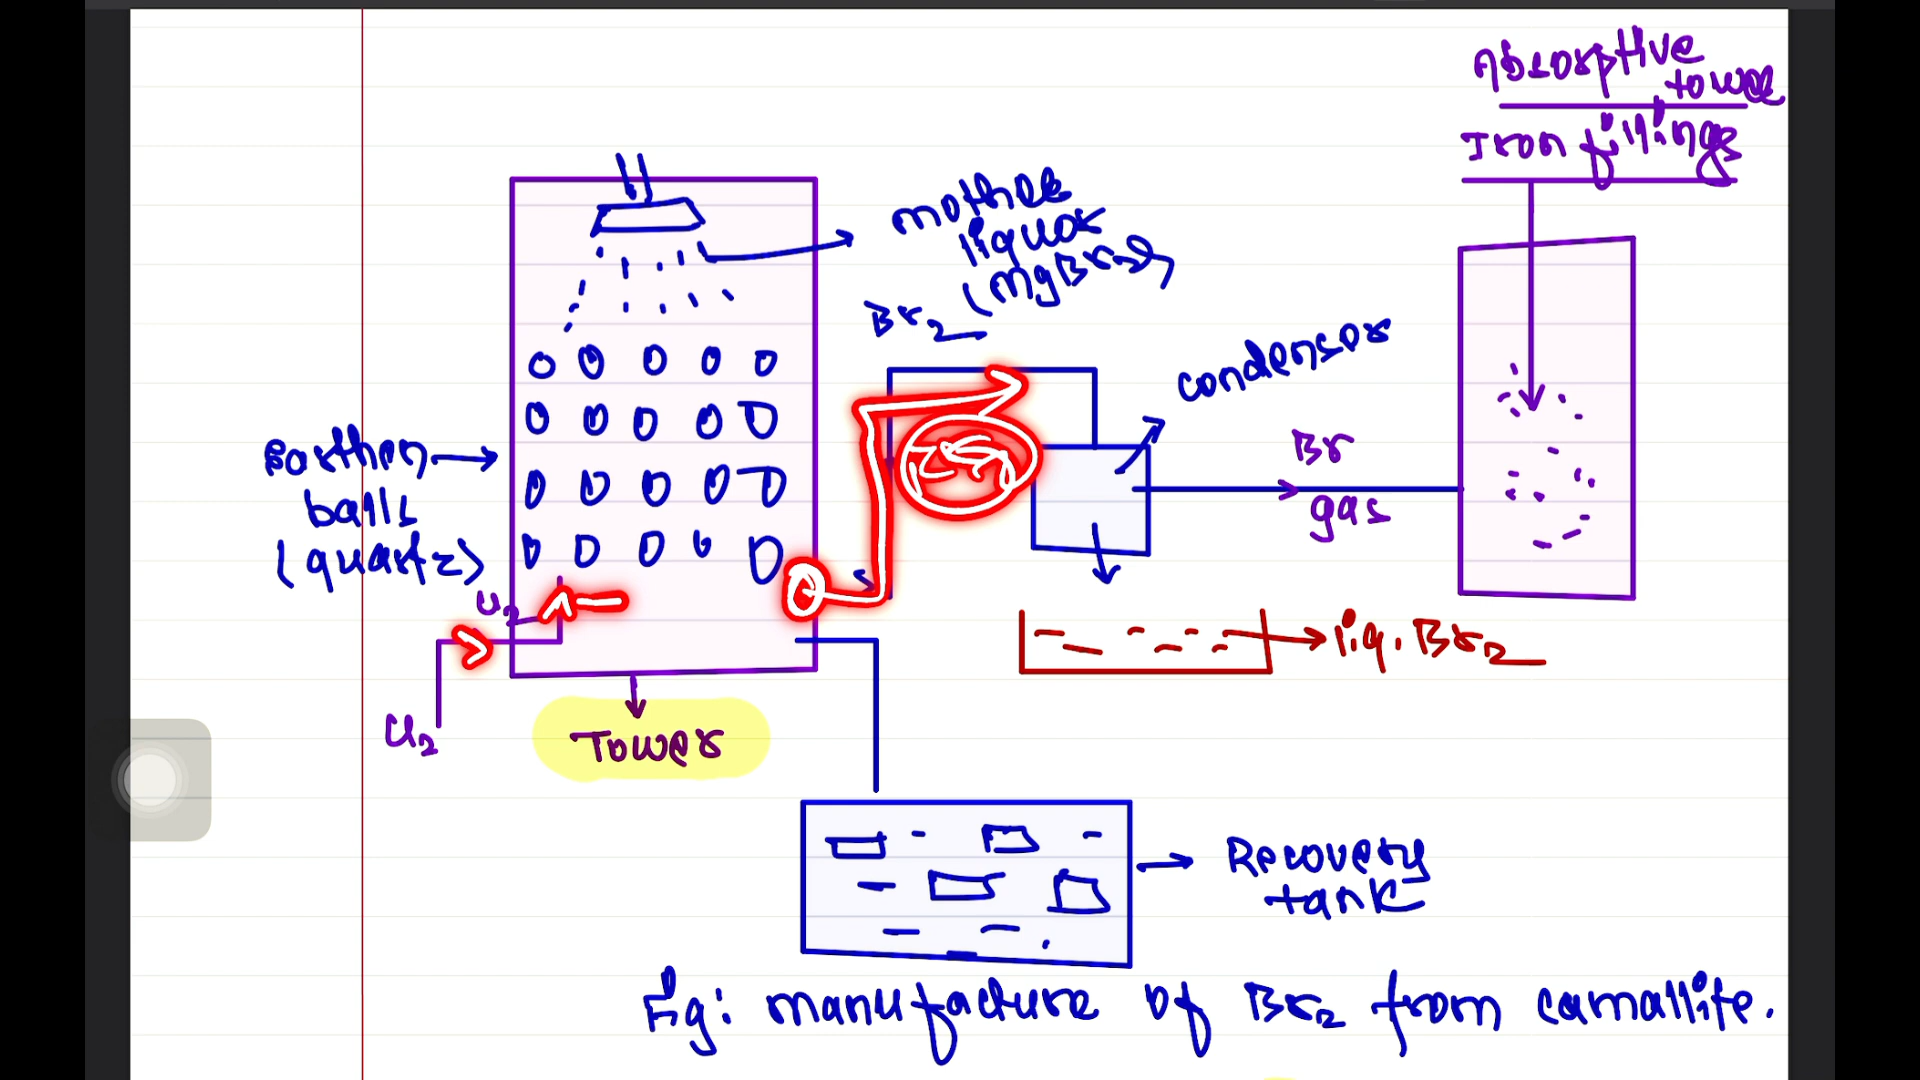 Absorptive
tower
Iron fillings
mother
liquor
(mgBr2)
Br2
condensor
Earthen
balls
(quartz)
Br
gas
Cl2
Cl2
liq. Br2
Tower
Recovery
tank
Fig: manufacture of Br2 from carnallite.